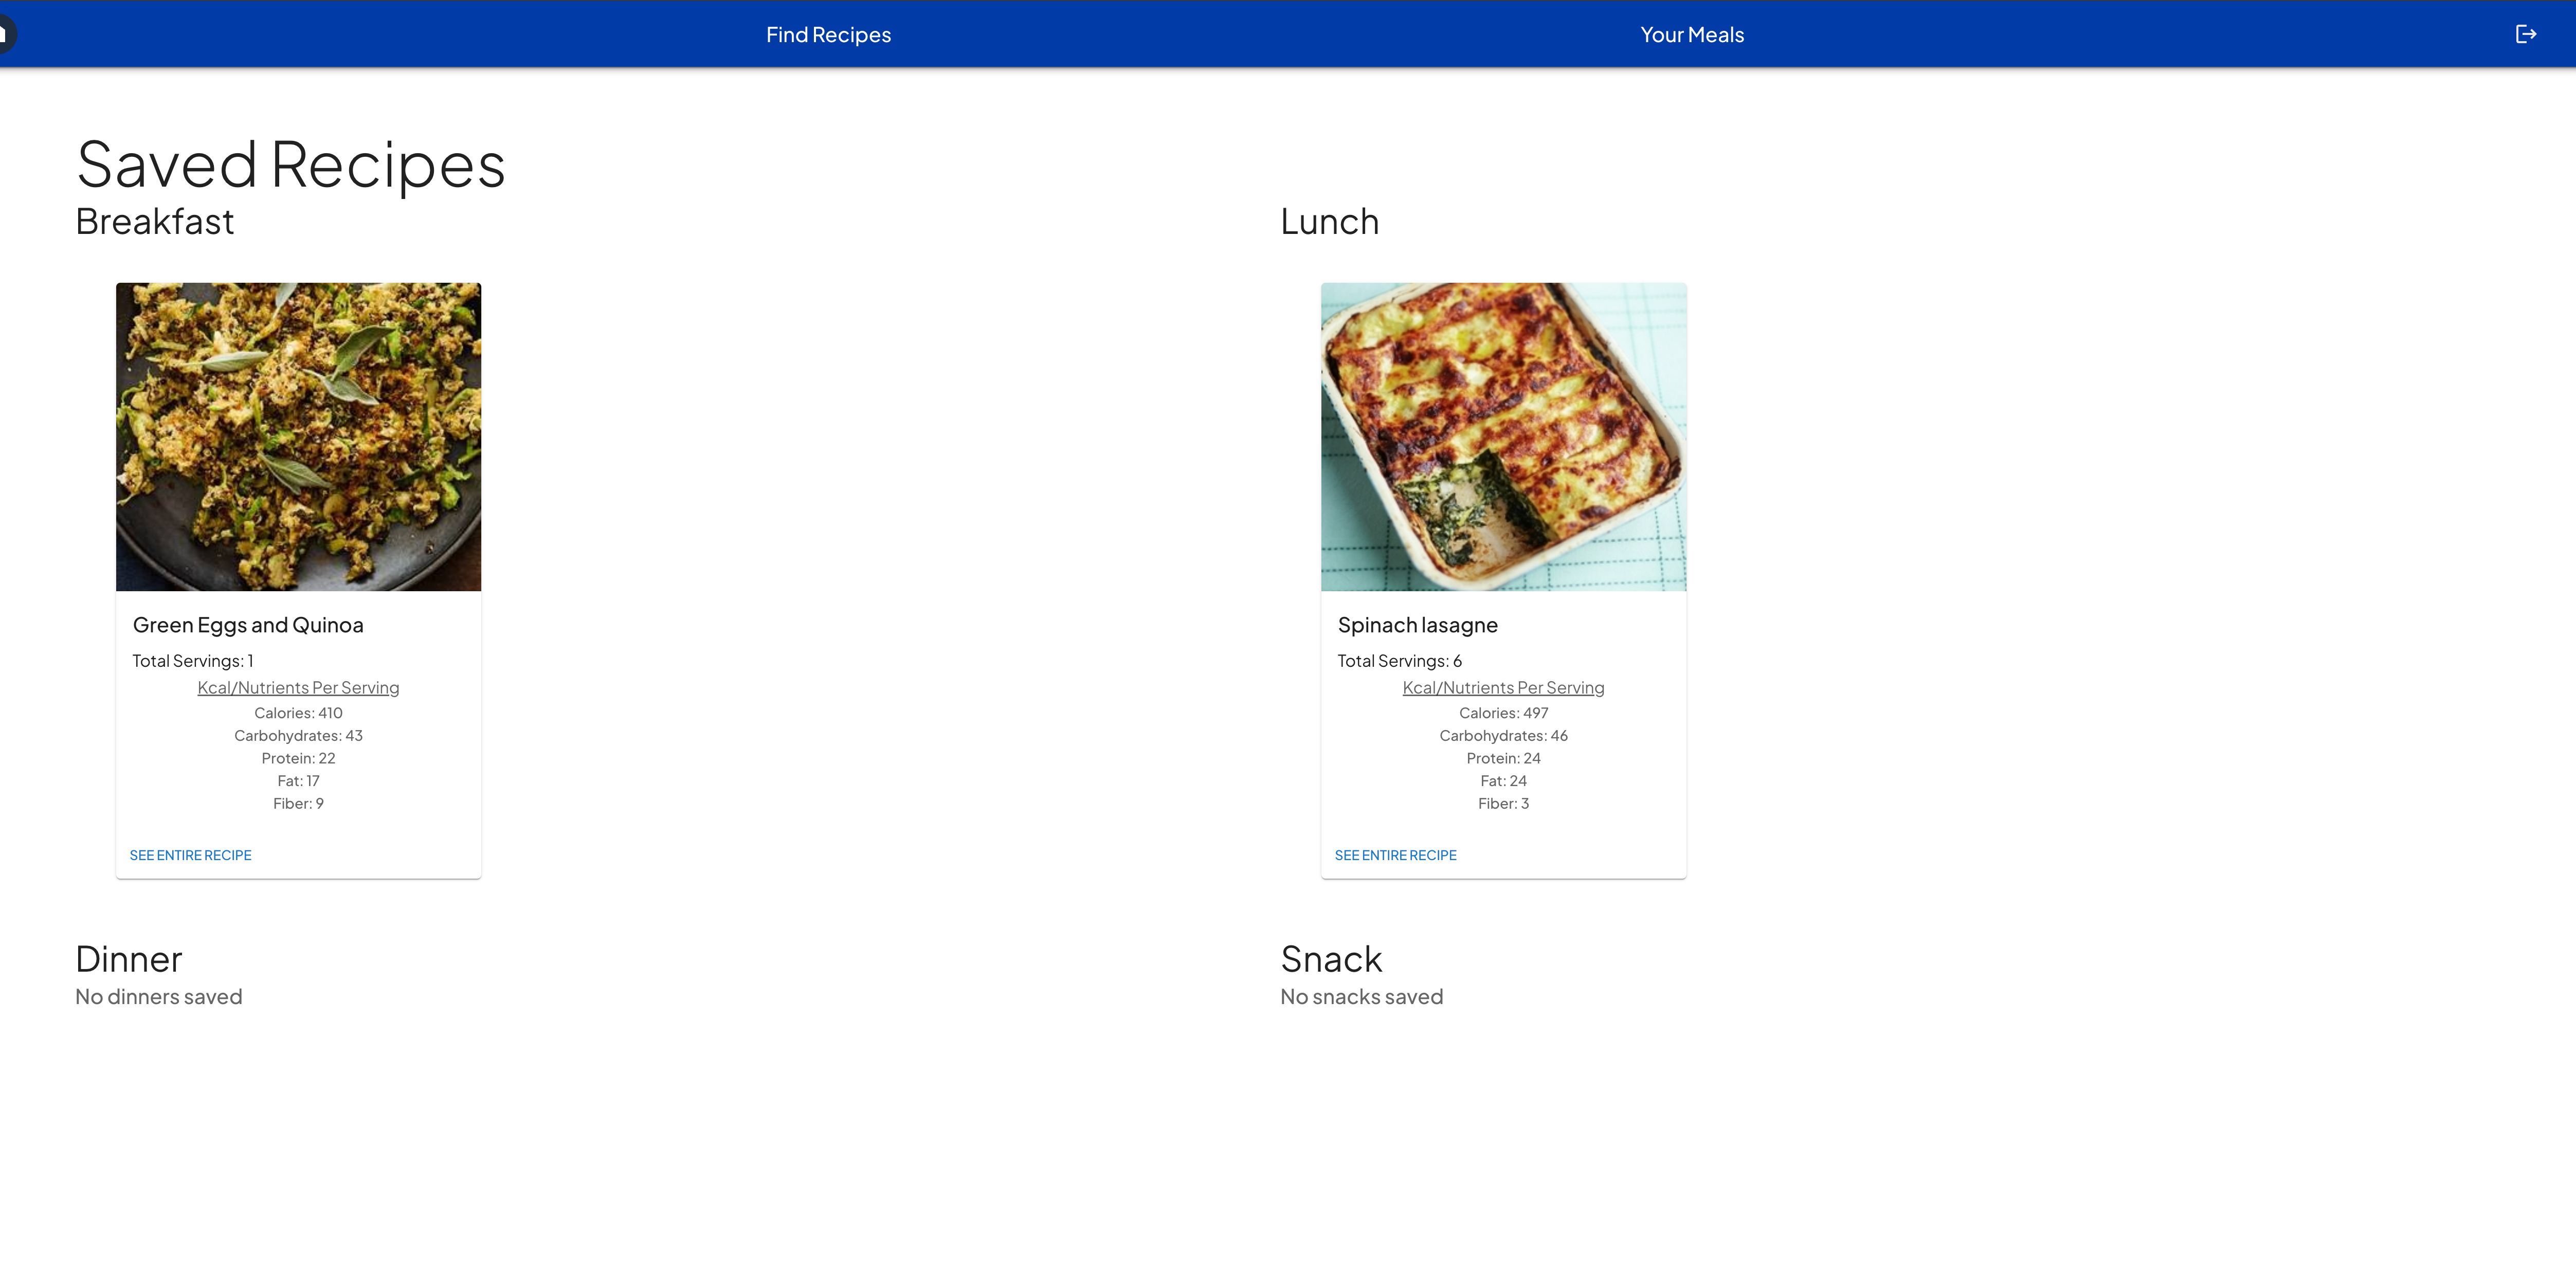 Find Recipes
Your Meals
Saved Recipes
Breakfast
Green Eggs and Quinoa
Total Servings: 1
Kcal/Nutrients Per Serving
Calories: 410
Carbohydrates: 43
Protein: 22
Fat: 17
Fiber: 9
SEE ENTIRE RECIPE
Lunch
Spinach lasagne
Total Servings: 6
Kcal/Nutrients Per Serving
Calories: 497
Carbohydrates: 46
Protein: 24
Fat: 24
Fiber: 3
SEE ENTIRE RECIPE
Dinner
No dinners saved
Snack
No snacks saved